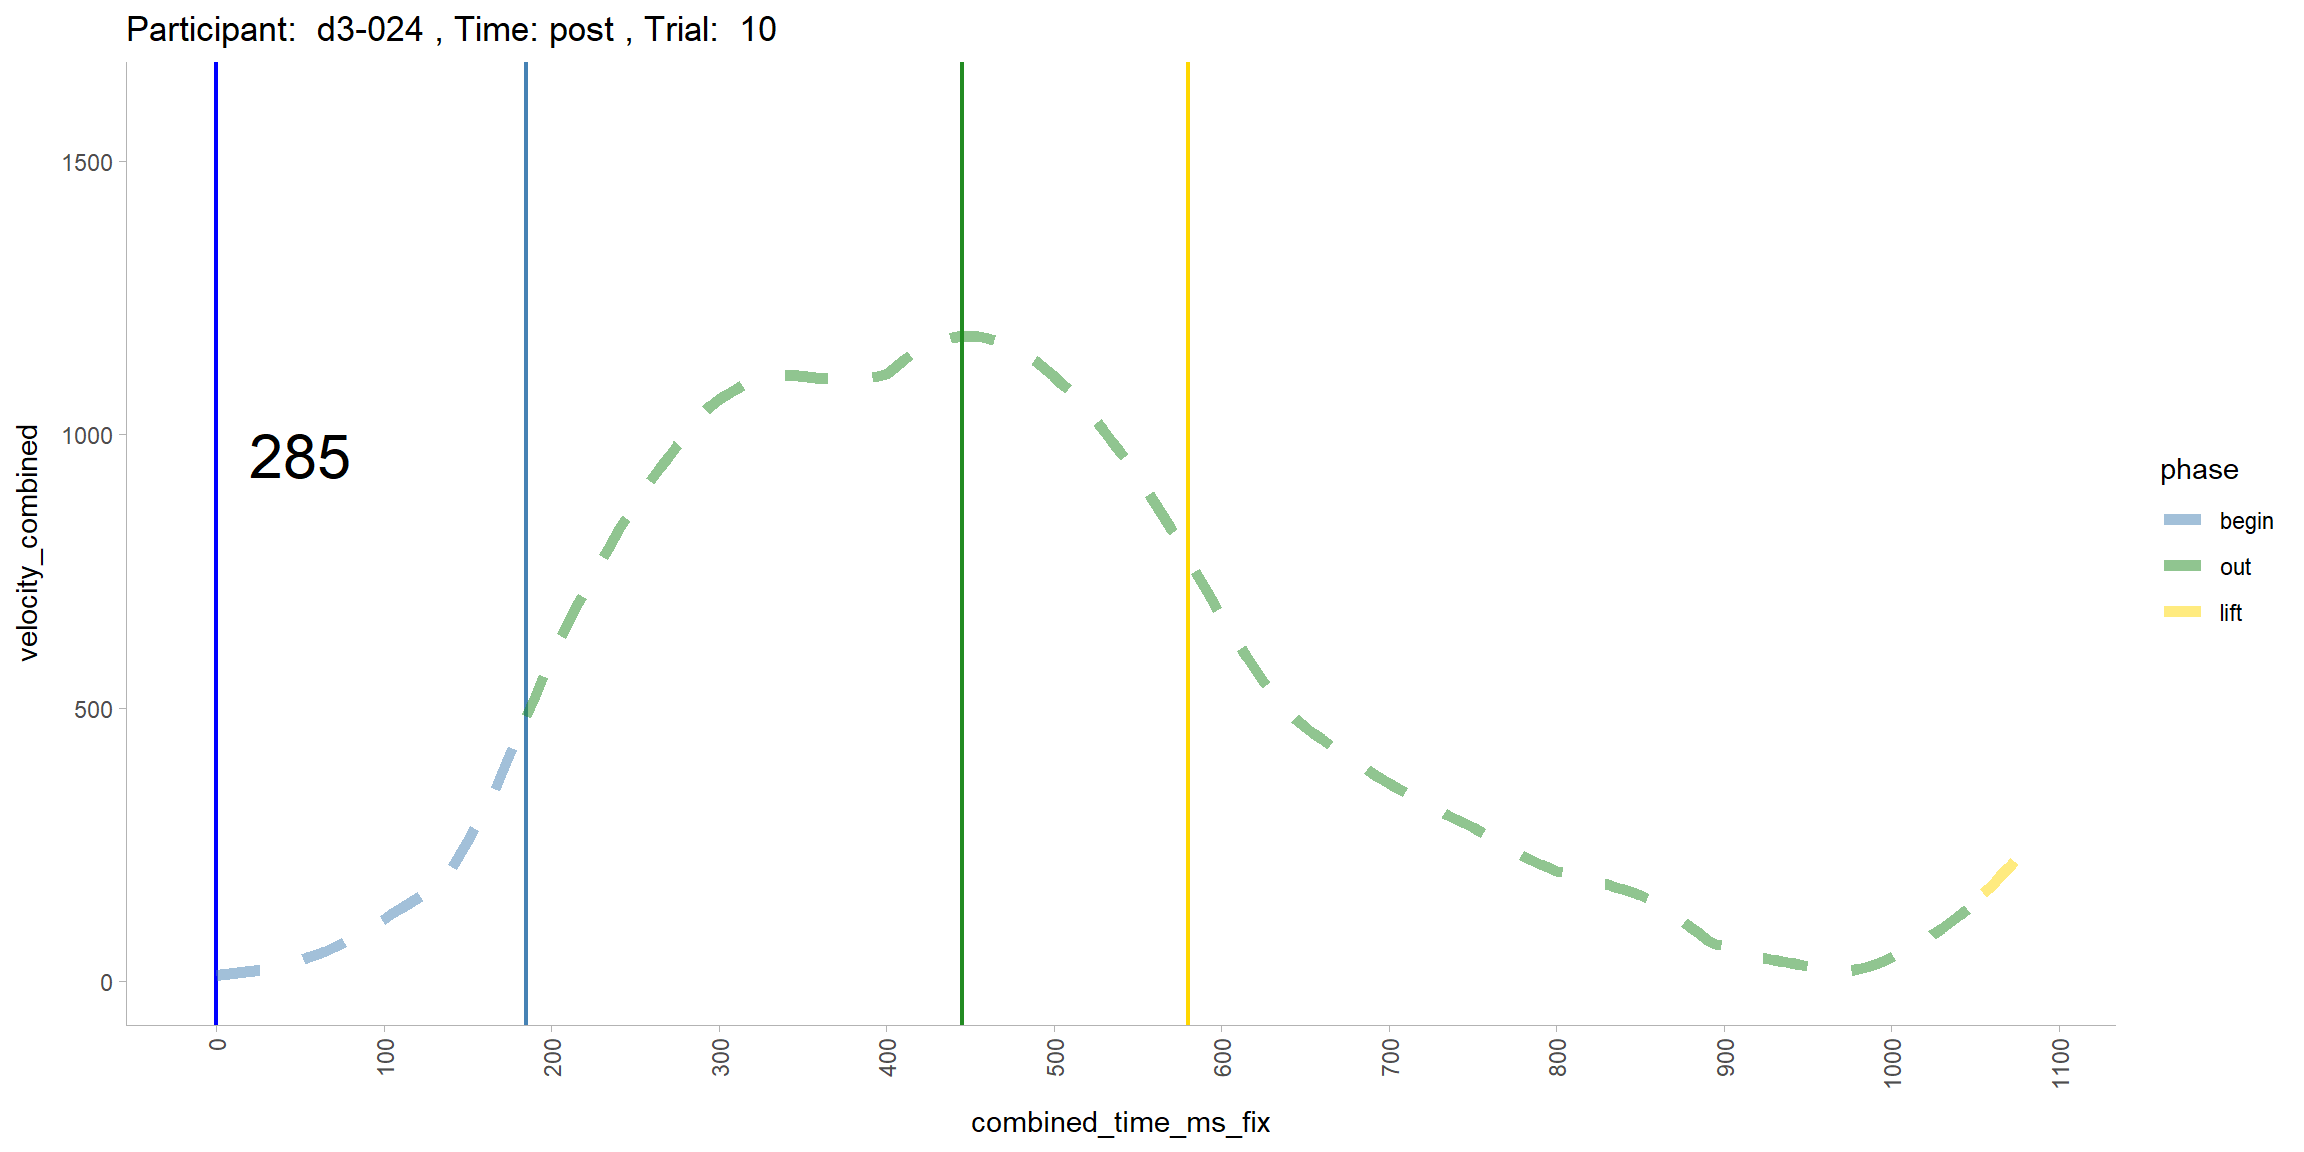 Participant:  d3-024 , Time: post , Trial:  10
1500
1000
500
0
velocity_combined
285
0
100
200
300
400
500
600
700
800
900
1000
1100
combined_time_ms_fix
phase
begin
out
lift